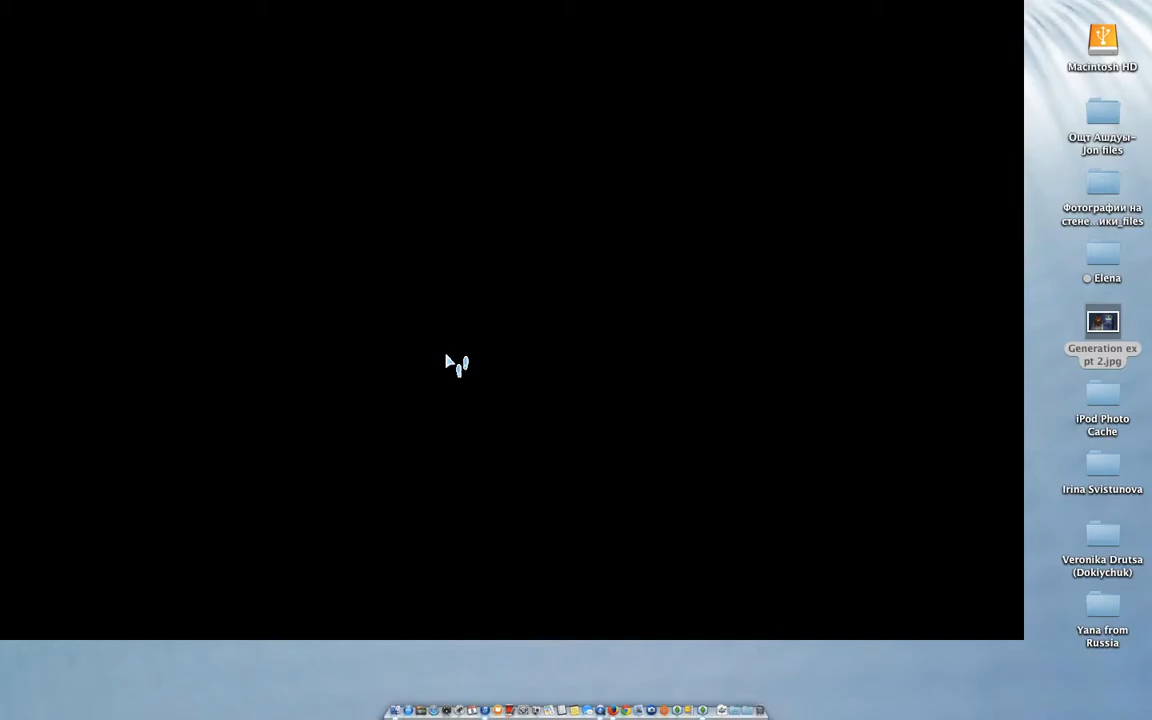 Macintosh HD
Ощт Ашдуы-
Jon files
Фотографии на
стене...ики_files
Elena
Generation ex
pt 2.jpg
iPod Photo
Cache
Irina Svistunova
Veronika Drutsa
(Dokiychuk)
Yana from
Russia